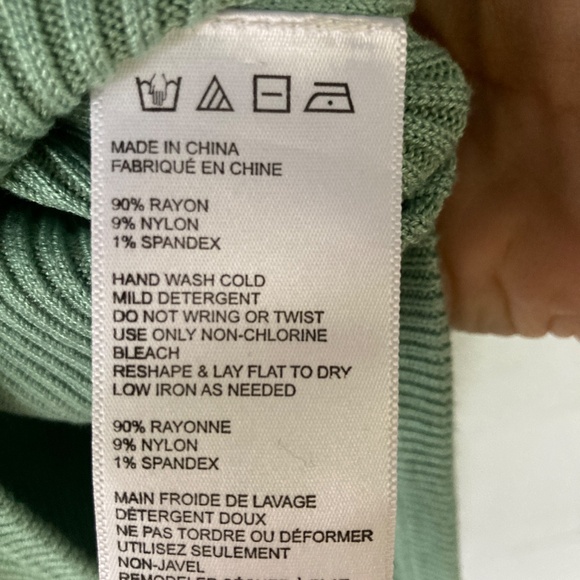 MADE IN CHINA
FABRIQUÉ EN CHINE
90% RAYON
9% NYLON
1% SPANDEX
HAND WASH COLD
MILD DETERGENT
DO NOT WRING OR TWIST
USE ONLY NON-CHLORINE
BLEACH
RESHAPE & LAY FLAT TO DRY
LOW IRON AS NEEDED
90% RAYONNE
9% NYLON
1% SPANDEX
MAIN FROIDE DE LAVAGE
DÉTERGENT DOUX
NE PAS TORDRE OU DÉFORMER
UTILISEZ SEULEMENT
NON-JAVEL